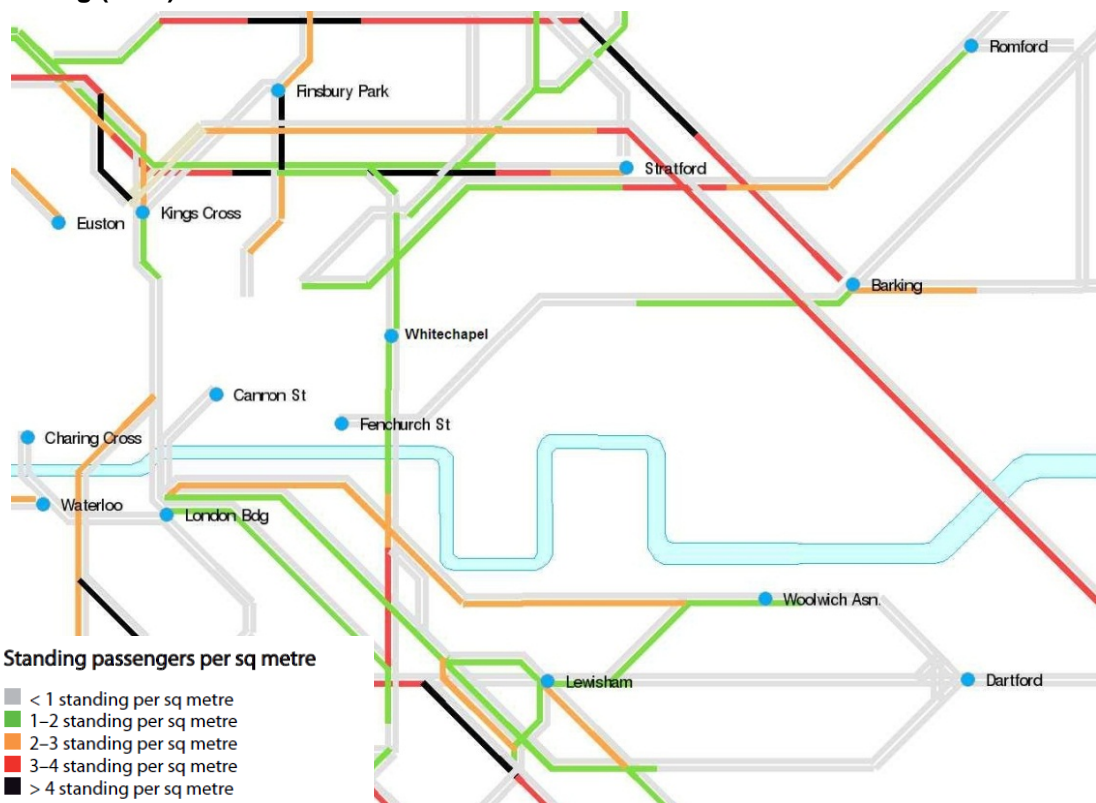 Romford
Finsbury Park
Stratford
Kings Cross
Euston
Barking
Whitechapel
Cannon St
Fenchurch St
Charing Cross
Waterloo
London Bdg
Woolwich Asn.
Lewisham
Dartford
Standing passengers per sq metre
< 1 standing per sq metre
1–2 standing per sq metre
2–3 standing per sq metre
3–4 standing per sq metre
> 4 standing per sq metre